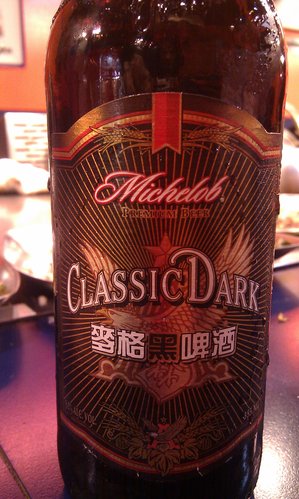 Michelob
PREMIUM BEER
CLASSIC DARK
麥格黑啤酒